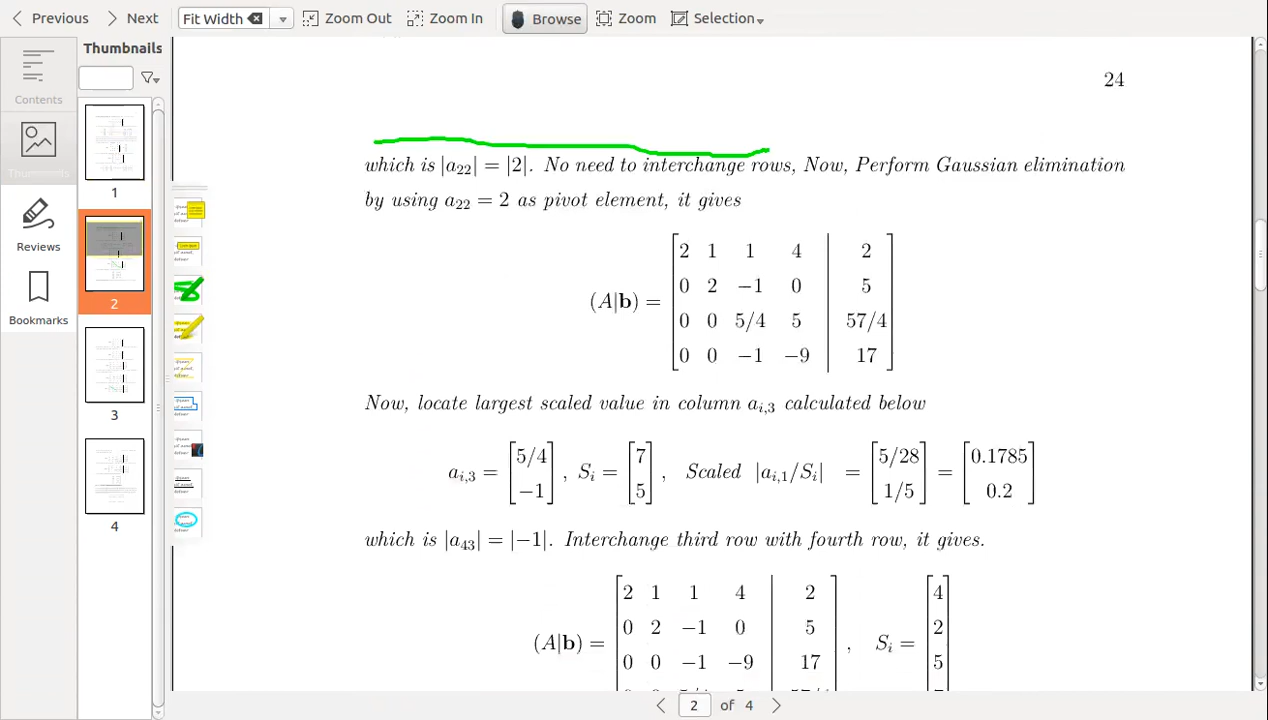 Previous Next Fit Width Zoom Out Zoom In Browse Zoom Selection
Thumbnails
Contents
Thumbnails
Reviews
Bookmarks
1
2
3
4
24
which is |a22| = |2|. No need to interchange rows, Now, Perform Gaussian elimination
by using a22 = 2 as pivot element, it gives
2 1 1 4 2
0 2 −1 0 5
(A|b) =
0 0 5/4 5 57/4
0 0 −1 −9 17
Now, locate largest scaled value in column ai,3 calculated below
5/4 7 5/28 0.1785
ai,3 = , Si = , Scaled |ai,1/Si| = =
−1 5 1/5 0.2
which is |a43| = |−1|. Interchange third row with fourth row, it gives.
2 1 1 4 2 4
0 2 −1 0 5 2
(A|b) = , Si =
0 0 −1 −9 17 5
2 of 4